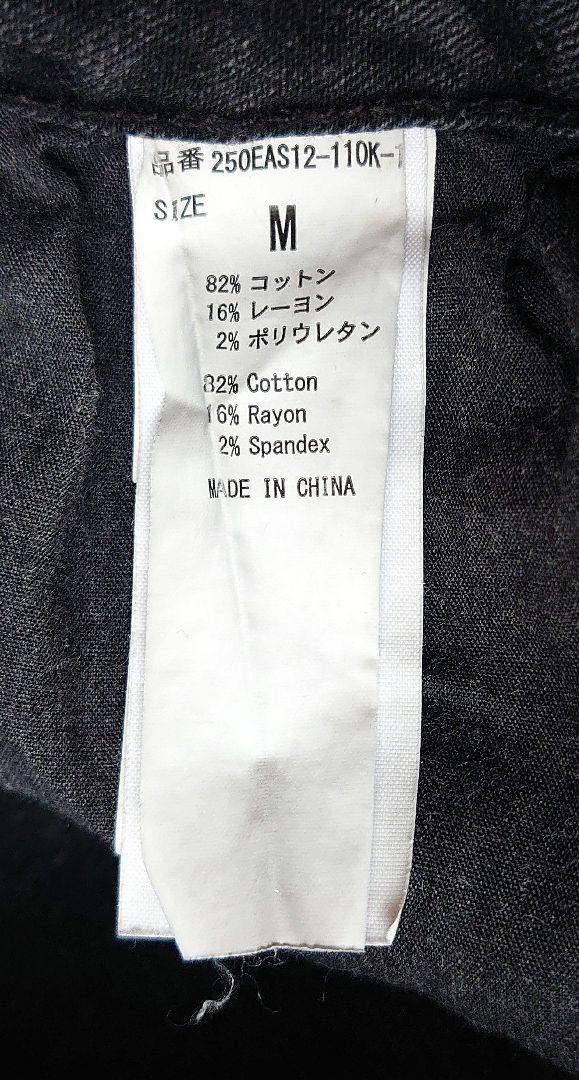 品番 250EAS12-110K-1
SIZE
M
82% コットン
16% レーヨン
2% ポリウレタン
82% Cotton
16% Rayon
2% Spandex
MADE IN CHINA